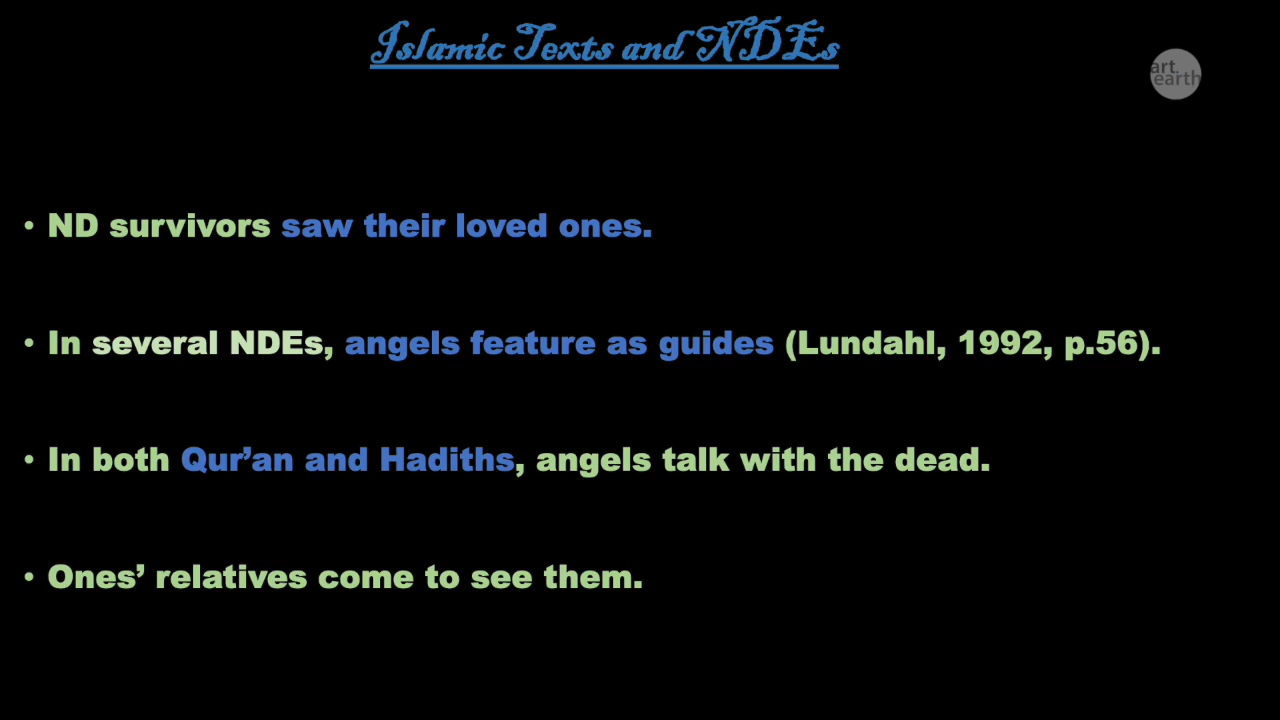 Islamic Texts and NDEs
art
earth
• ND survivors saw their loved ones.
• In several NDEs, angels feature as guides (Lundahl, 1992, p.56).
• In both Qur’an and Hadiths, angels talk with the dead.
• Ones’ relatives come to see them.